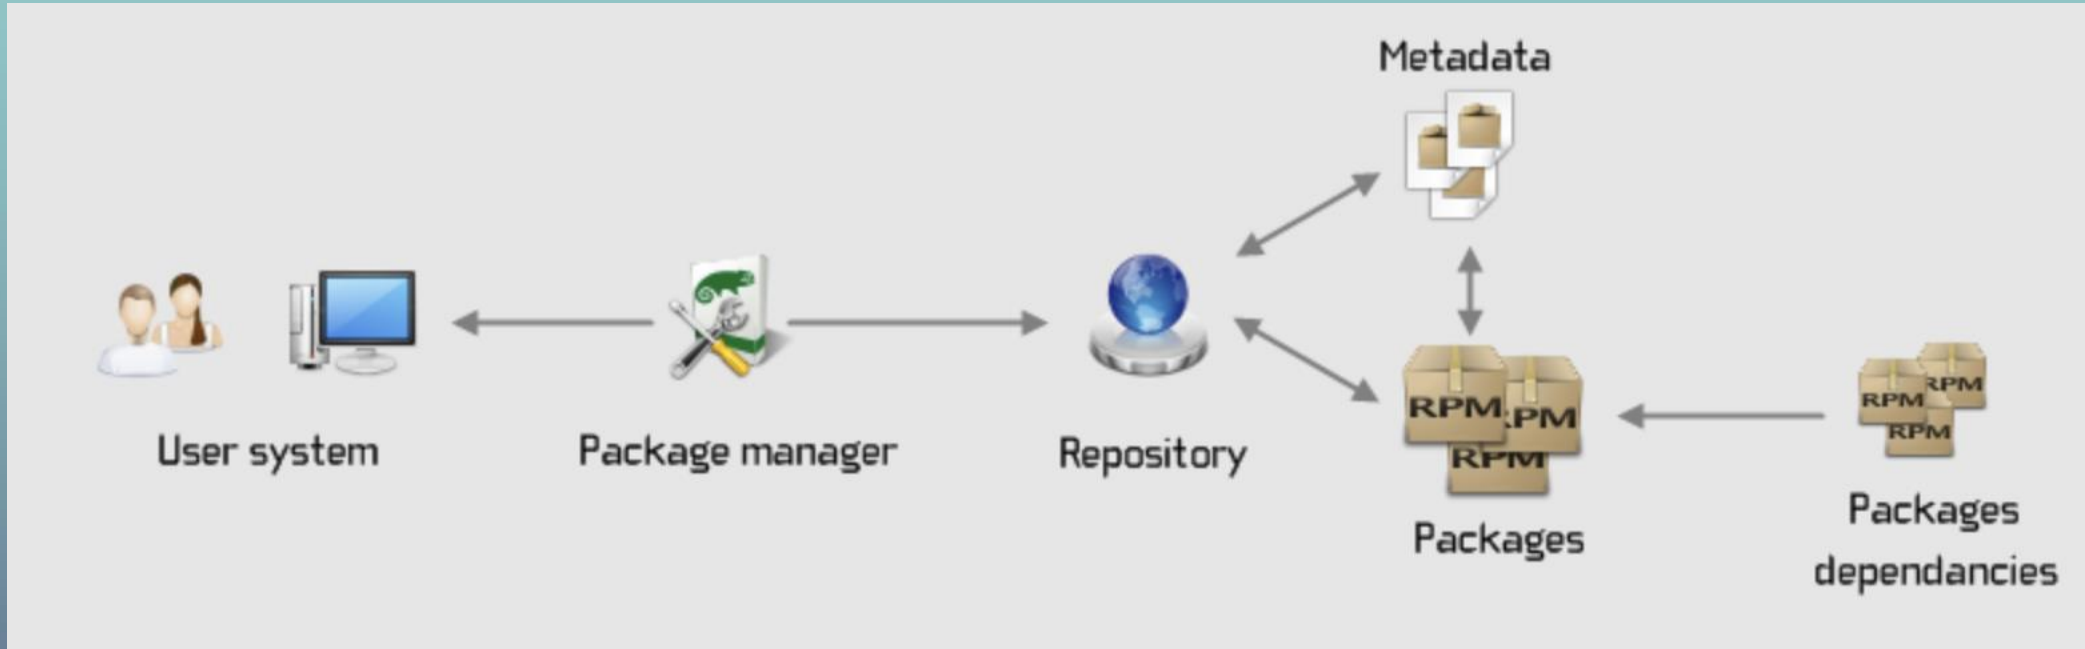 Metadata
User system
Package manager
Repository
RPM
RPM
RPM
Packages
RPM
RPM
RPM
Packages
dependancies